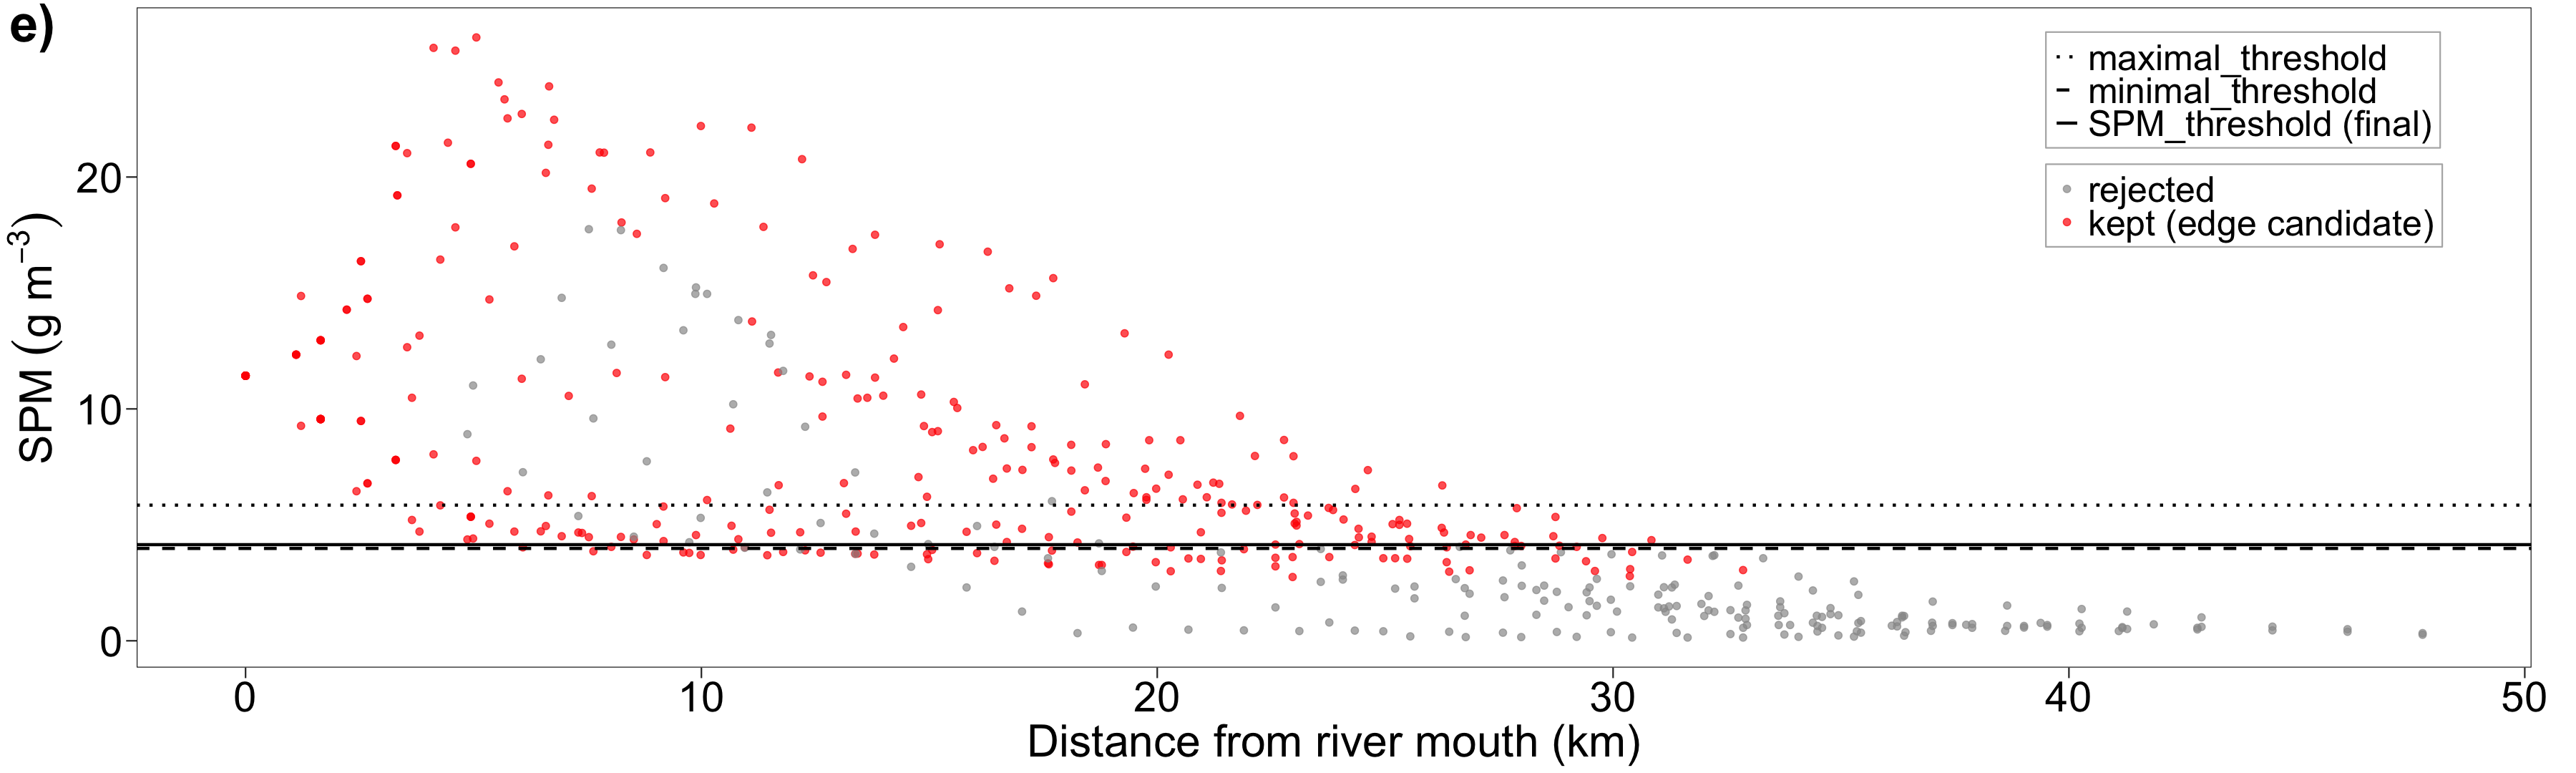 e)
maximal_threshold
minimal_threshold
SPM_threshold (final)
rejected
kept (edge candidate)
SPM (g m⁻³)
20
10
0
0 10 20 30 40 50
Distance from river mouth (km)